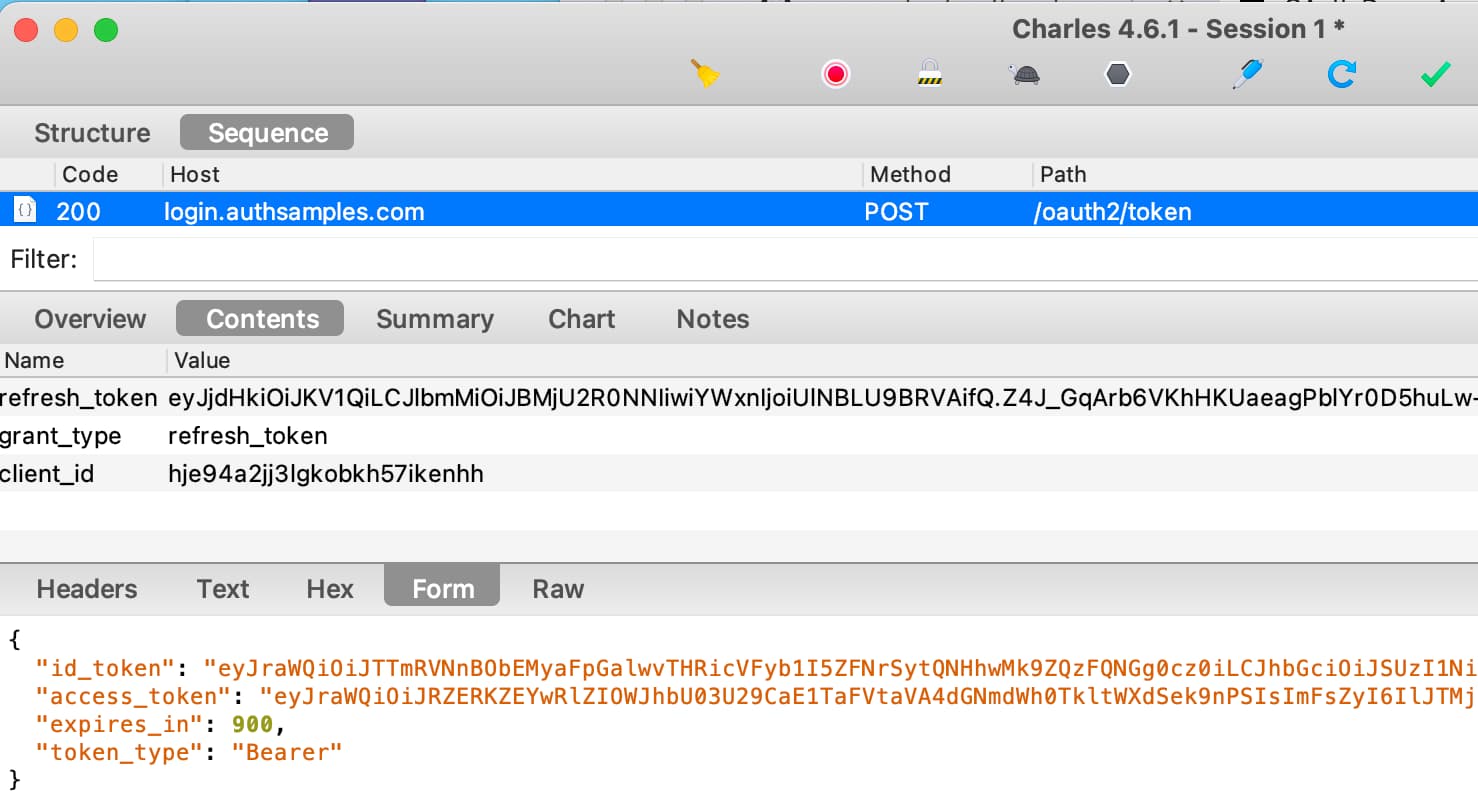 Charles 4.6.1 - Session 1 *
Structure Sequence
Code Host Method Path
{} 200 login.authsamples.com POST /oauth2/token
Filter:
Overview Contents Summary Chart Notes
Name Value
refresh_token eyJjdHkiOiJKV1QiLCJlbmMiOiJBMjU2R0NNIiwiYWxnIjoiUlNBLU9BRVAifQ.Z4J_GqArb6VKhHKUaeagPblYr0D5huLw-
grant_type refresh_token
client_id hje94a2jj3lgkobkh57ikenhh
Headers Text Hex Form Raw
{
"id_token": "eyJraWQiOiJTTmRVNnBObEMyaFpGalwvTHRicVFyb1I5ZFNrSytQNHhwMk9ZQzFQNGg0cz0iLCJhbGciOiJSUzI1Ni
"access_token": "eyJraWQiOiJRZERKZEYwRlZIOWJhbU03U29CaE1TaFVtaVA4dGNmdWh0TkltWXdSek9nPSIsImFsZyI6IlJTMj
"expires_in": 900,
"token_type": "Bearer"
}